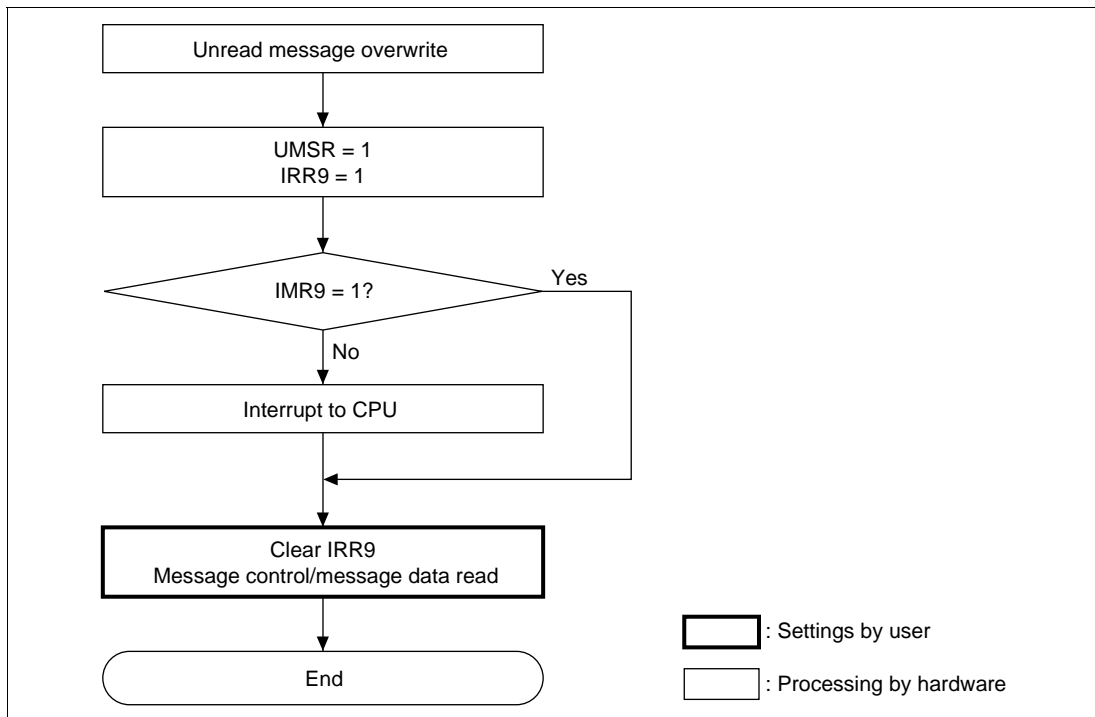 Unread message overwrite
UMSR = 1
IRR9 = 1
IMR9 = 1?
Yes
No
Interrupt to CPU
Clear IRR9
Message control/message data read
: Settings by user
End
: Processing by hardware